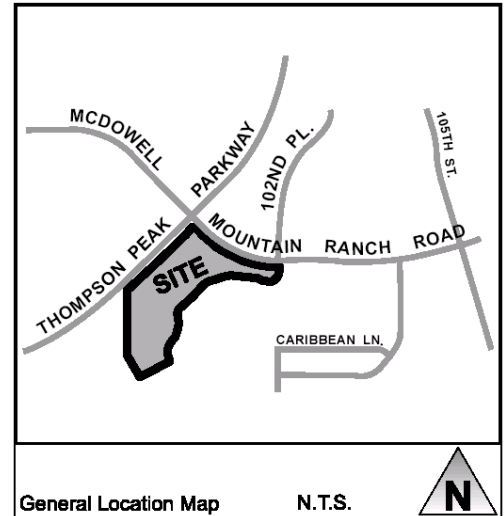 MCDOWELL
MOUNTAIN RANCH ROAD
THOMPSON PEAK PARKWAY
102ND PL.
105TH ST.
SITE
CARIBBEAN LN.
General Location Map
N.T.S.
N